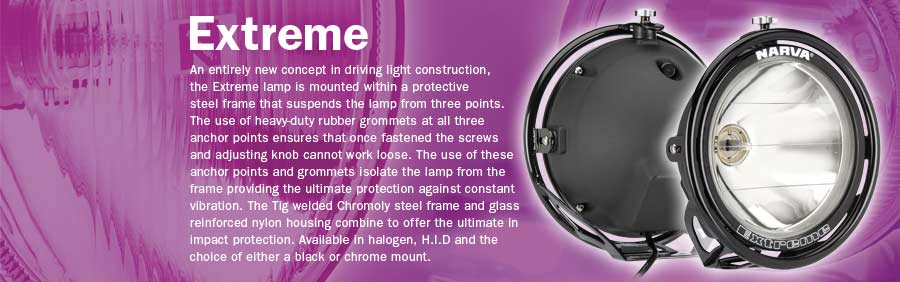 Extreme
An entirely new concept in driving light construction,
the Extreme lamp is mounted within a protective
steel frame that suspends the lamp from three points.
The use of heavy-duty rubber grommets at all three
anchor points ensures that once fastened the screws
and adjusting knob cannot work loose. The use of these
anchor points and grommets isolate the lamp from the
frame providing the ultimate protection against constant
vibration. The Tig welded Chromoly steel frame and glass
reinforced nylon housing combine to offer the ultimate in
impact protection. Available in halogen, H.I.D and the
choice of either a black or chrome mount.
NARVA
Extreme